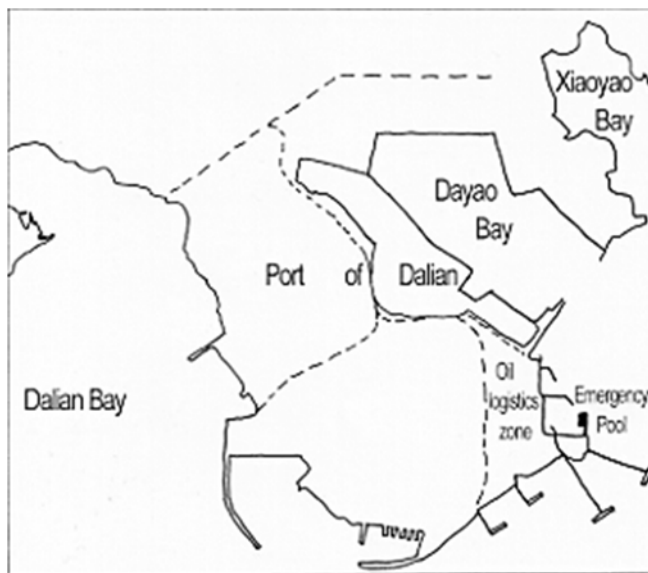 Xiaoyao
Bay
Dayao
Bay
Port of Dalian
Dalian Bay
Oil
logistics
zone
Emergency
Pool